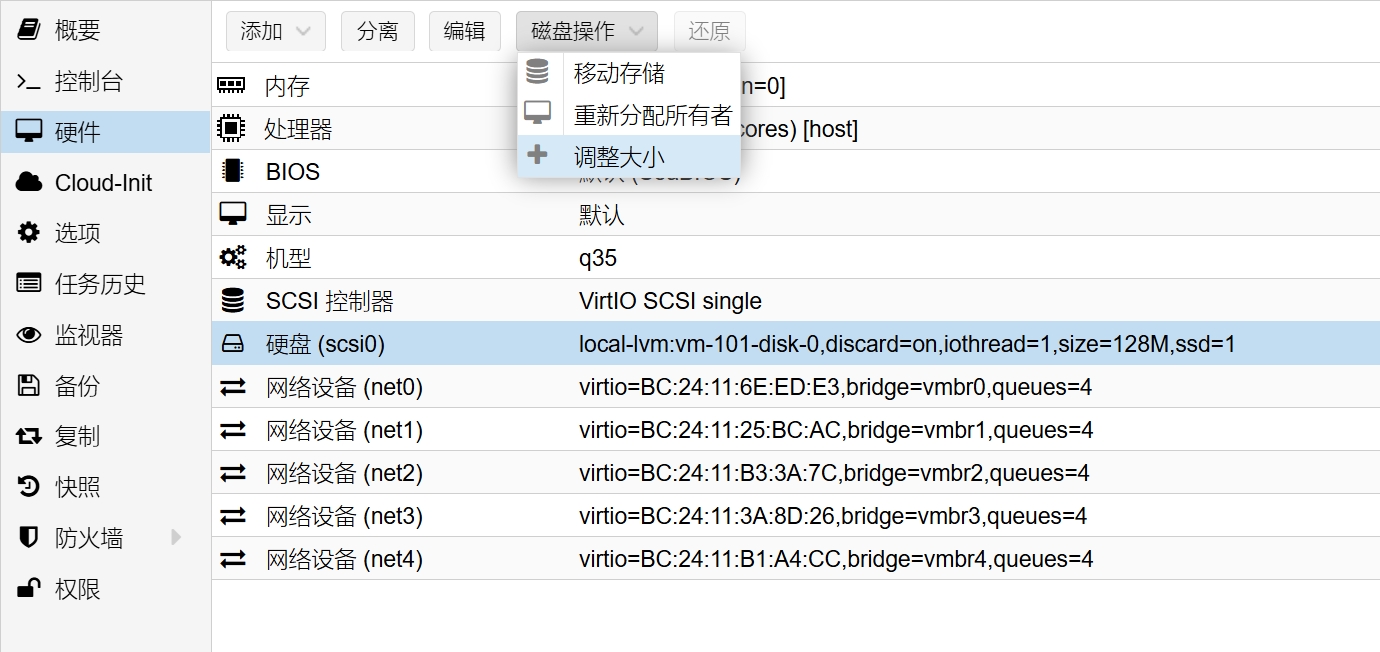 概要
控制台
硬件
Cloud-Init
选项
任务历史
监视器
备份
复制
快照
防火墙
权限
添加 分离 编辑 磁盘操作 还原
移动存储
重新分配所有者
调整大小
内存 n=0]
处理器 cores) [host]
BIOS
显示 默认
机型 q35
SCSI 控制器 VirtIO SCSI single
硬盘 (scsi0) local-lvm:vm-101-disk-0,discard=on,iothread=1,size=128M,ssd=1
网络设备 (net0) virtio=BC:24:11:6E:ED:E3,bridge=vmbr0,queues=4
网络设备 (net1) virtio=BC:24:11:25:BC:AC,bridge=vmbr1,queues=4
网络设备 (net2) virtio=BC:24:11:B3:3A:7C,bridge=vmbr2,queues=4
网络设备 (net3) virtio=BC:24:11:3A:8D:26,bridge=vmbr3,queues=4
网络设备 (net4) virtio=BC:24:11:B1:A4:CC,bridge=vmbr4,queues=4